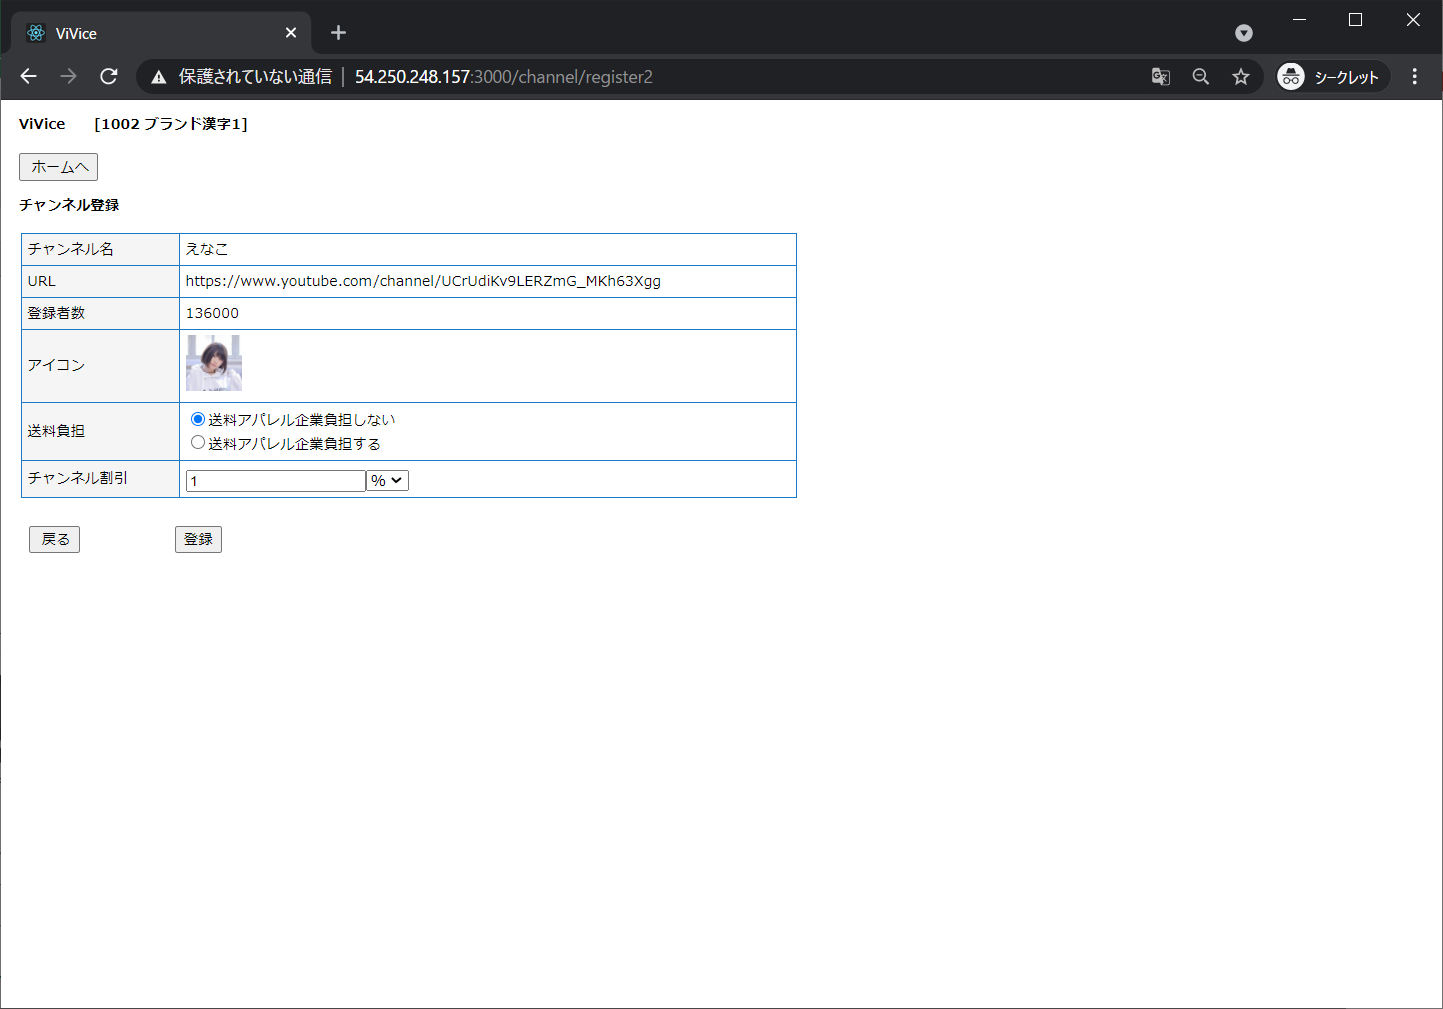 ViVice
保護されていない通信 | 54.250.248.157:3000/channel/register2
シークレット
ViVice [1002 ブランド漢字1]
ホームへ
チャンネル登録
チャンネル名 えなこ
URL https://www.youtube.com/channel/UCrUdiKv9LERZmG_MKh63Xgg
登録者数 136000
アイコン
送料負担
送料アパレル企業負担しない
送料アパレル企業負担する
チャンネル割引 1 %
戻る 登録